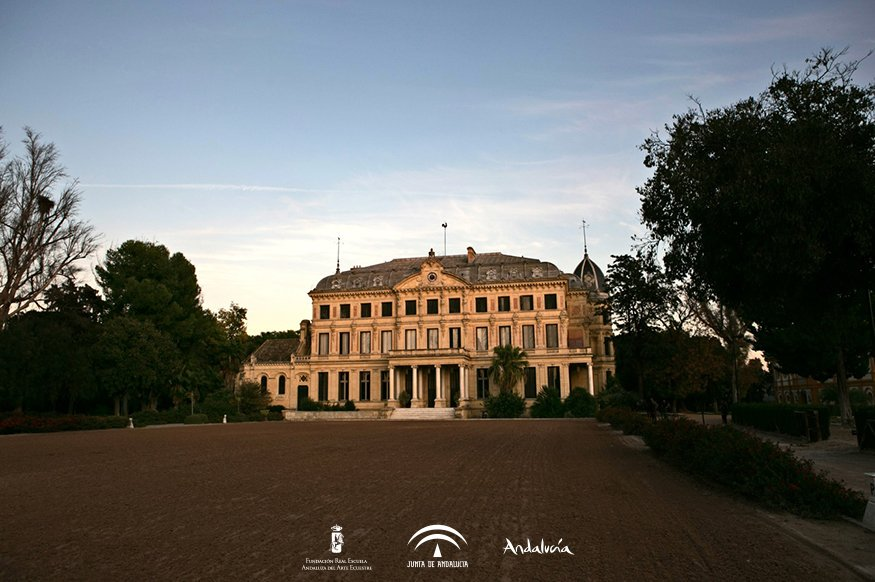 Fundación Real Escuela
Andaluza del Arte Ecuestre
JUNTA DE ANDALUCIA
Andalucía